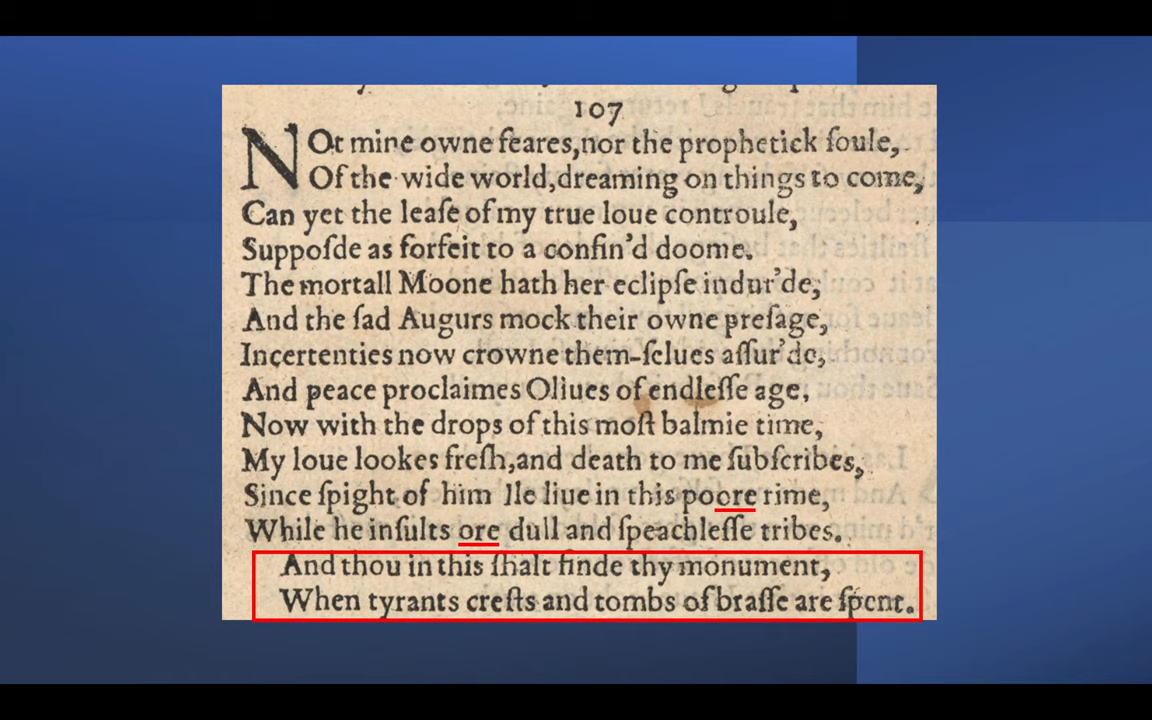 107
NOt mine owne feares,nor the prophetick ſoule,
Of the wide world,dreaming on things to come,
Can yet the leaſe of my true loue controule,
Suppoſde as forfeit to a confin'd doome.
The mortall Moone hath her eclipſe indur'de,
And the ſad Augurs mock their owne preſage,
Incertenties now crowne them-ſelues aſſur'de,
And peace proclaimes Oliues of endleſſe age,
Now with the drops of this moſt balmie time,
My loue lookes freſh,and death to me ſubſcribes,
Since ſpight of him Ile liue in this poore rime,
While he inſults ore dull and ſpeachleſſe tribes.
And thou in this ſhalt finde thy monument,
When tyrants creſts and tombs of braſſe are ſpent.